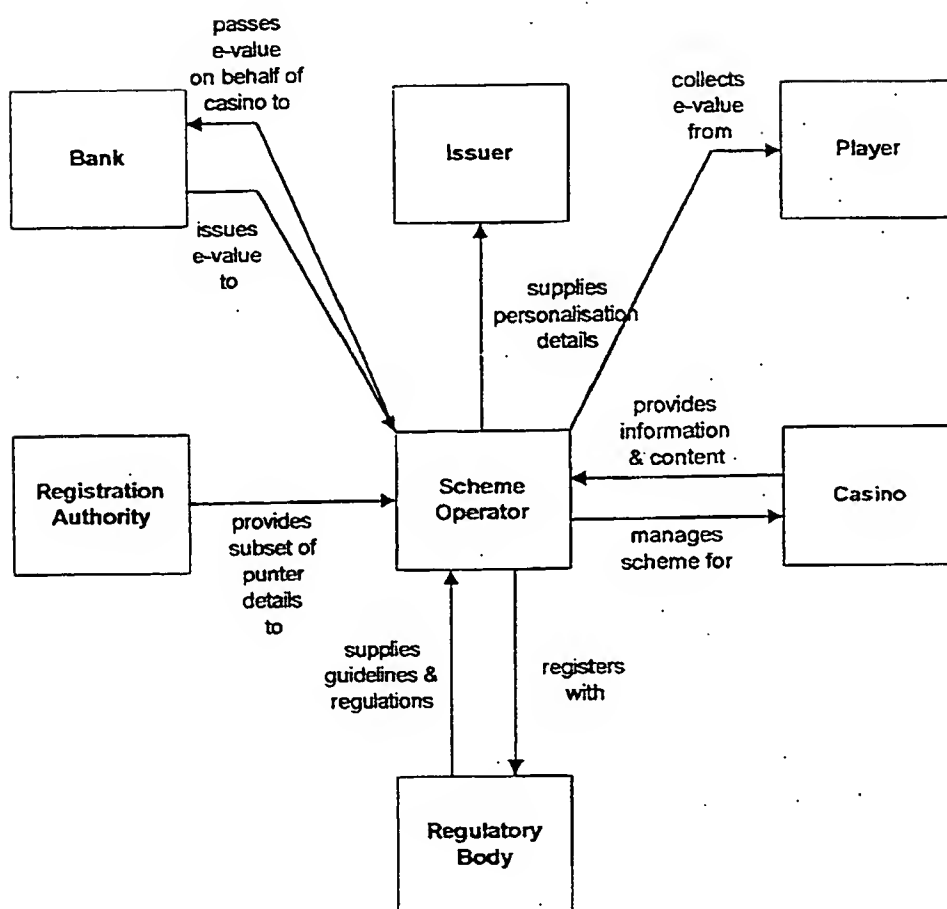 passes
e-value
on behalf of
casino to
collects
e-value
from
Bank
Issuer
Player
issues
e-value
to
supplies
personalisation
details
provides
information
& content
Registration
Authority
Scheme
Operator
Casino
provides
subset of
punter
details
to
manages
scheme for
supplies
guidelines &
regulations
registers
with
Regulatory
Body